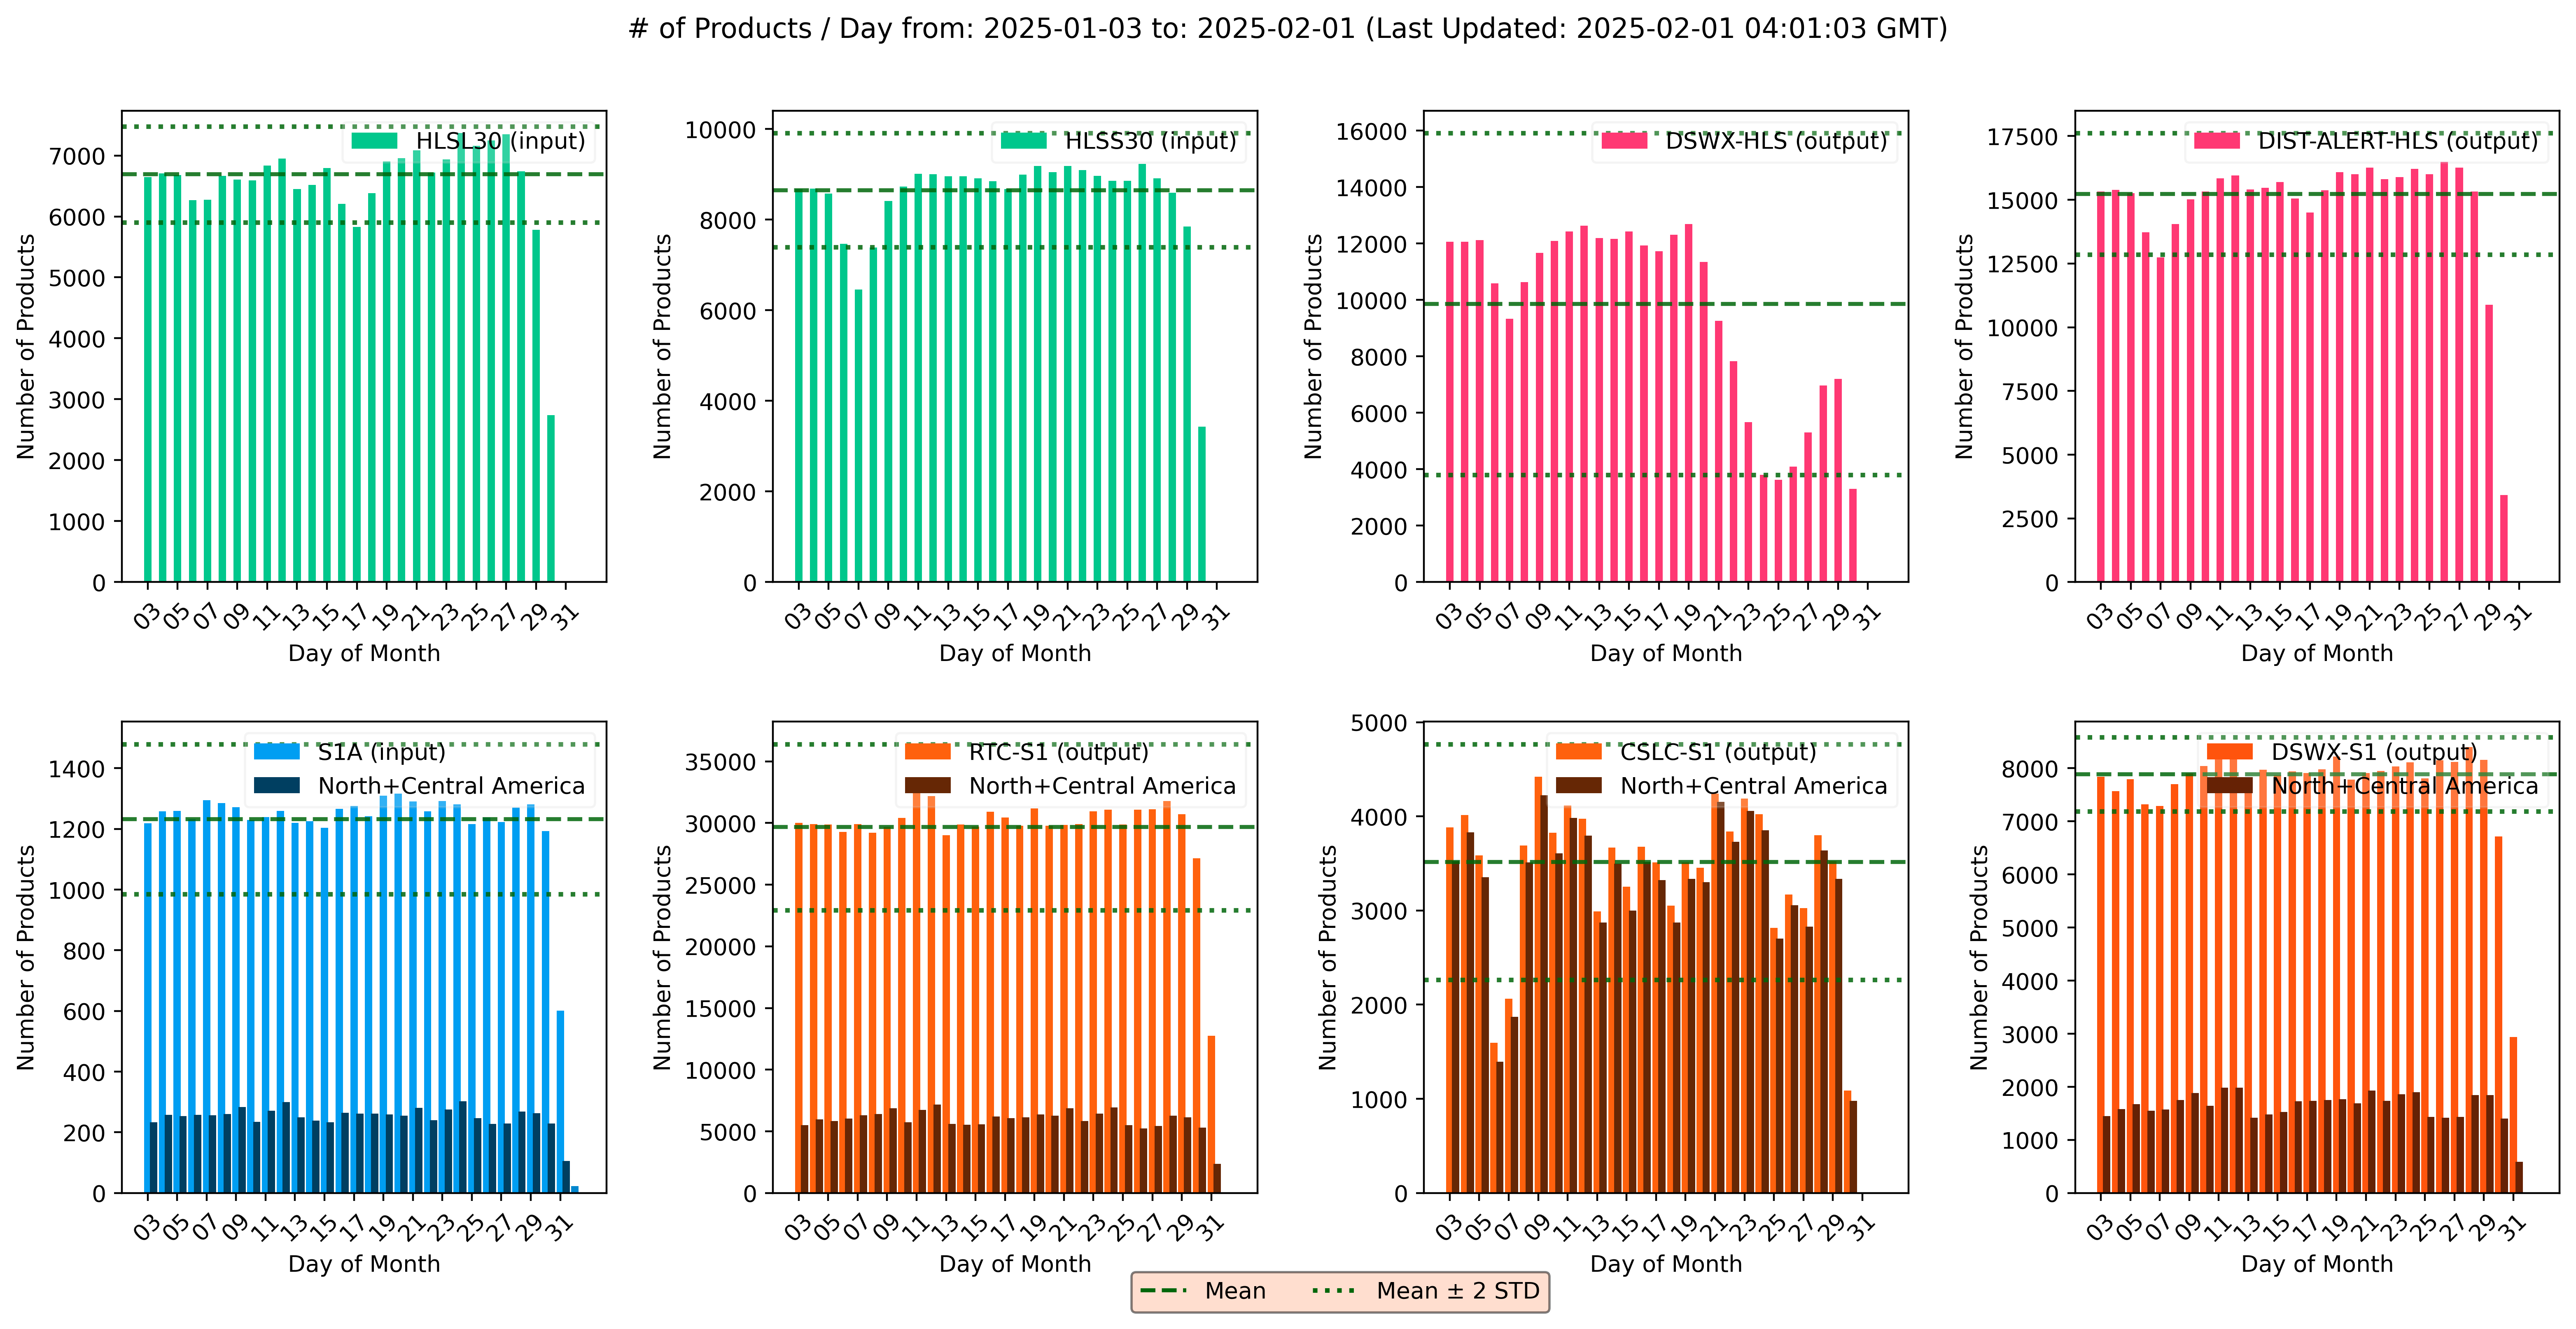 # of Products / Day from: 2025-01-03 to: 2025-02-01 (Last Updated: 2025-02-01 04:01:03 GMT)
HLSL30 (input)
Number of Products
7000
6000
5000
4000
3000
2000
1000
0
03 05 07 09 11 13 15 17 19 21 23 25 27 29 31
Day of Month
HLSS30 (input)
Number of Products
10000
8000
6000
4000
2000
0
03 05 07 09 11 13 15 17 19 21 23 25 27 29 31
Day of Month
DSWX-HLS (output)
Number of Products
16000
14000
12000
10000
8000
6000
4000
2000
0
03 05 07 09 11 13 15 17 19 21 23 25 27 29 31
Day of Month
DIST-ALERT-HLS (output)
Number of Products
17500
15000
12500
10000
7500
5000
2500
0
03 05 07 09 11 13 15 17 19 21 23 25 27 29 31
Day of Month
S1A (input)
North+Central America
Number of Products
1400
1200
1000
800
600
400
200
0
03 05 07 09 11 13 15 17 19 21 23 25 27 29 31
Day of Month
RTC-S1 (output)
North+Central America
Number of Products
35000
30000
25000
20000
15000
10000
5000
0
03 05 07 09 11 13 15 17 19 21 23 25 27 29 31
Day of Month
CSLC-S1 (output)
North+Central America
Number of Products
5000
4000
3000
2000
1000
0
03 05 07 09 11 13 15 17 19 21 23 25 27 29 31
Day of Month
DSWX-S1 (output)
North+Central America
Number of Products
8000
7000
6000
5000
4000
3000
2000
1000
0
03 05 07 09 11 13 15 17 19 21 23 25 27 29 31
Day of Month
Mean
Mean ± 2 STD